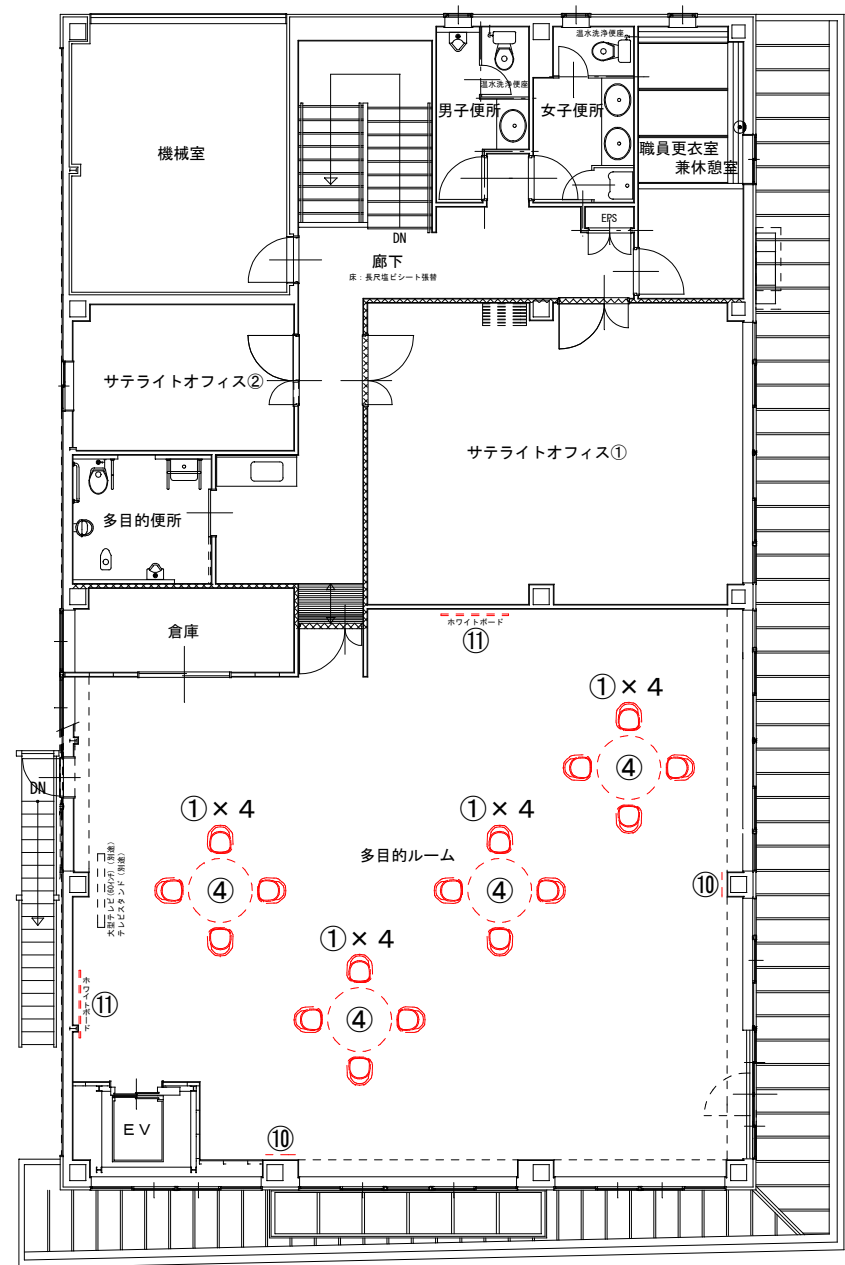 温水洗浄便座
温水洗浄便座
男子便所
女子便所
機械室
職員更衣室
兼休憩室
EPS
DN
廊下
床：長尺塩ビシート張替
サテライトオフィス②
サテライトオフィス①
多目的便所
倉庫
ホワイトボード
⑪
①×４
④
DN
①×４
④
①×４
④
多目的ルーム
⑩
大型テレビ(60インチ)（別途）
テレビスタンド（別途）
①×４
④
ホワイトボード
⑪
ＥＶ
⑩